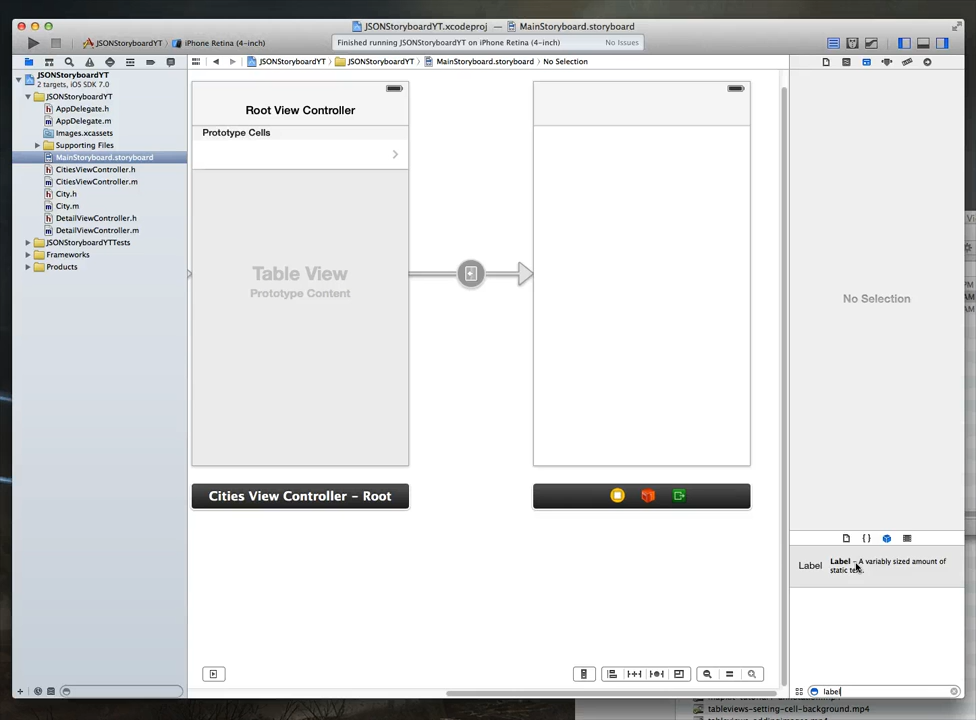 JSONStoryboardYT.xcodeproj — MainStoryboard.storyboard
JSONStoryboardYT iPhone Retina (4-inch)
Finished running JSONStoryboardYT on iPhone Retina (4-inch) No Issues
JSONStoryboardYT
2 targets, iOS SDK 7.0
JSONStoryboardYT
AppDelegate.h
AppDelegate.m
Images.xcassets
Supporting Files
MainStoryboard.storyboard
CitiesViewController.h
CitiesViewController.m
City.h
City.m
DetailViewController.h
DetailViewController.m
JSONStoryboardYTTests
Frameworks
Products
JSONStoryboardYT JSONStoryboardYT MainStoryboard.storyboard No Selection
Root View Controller
Prototype Cells
Table View
Prototype Content
Cities View Controller – Root
No Selection
Label
Label – A variably sized amount of
static
label
tableviews-setting-cell-background.mp4